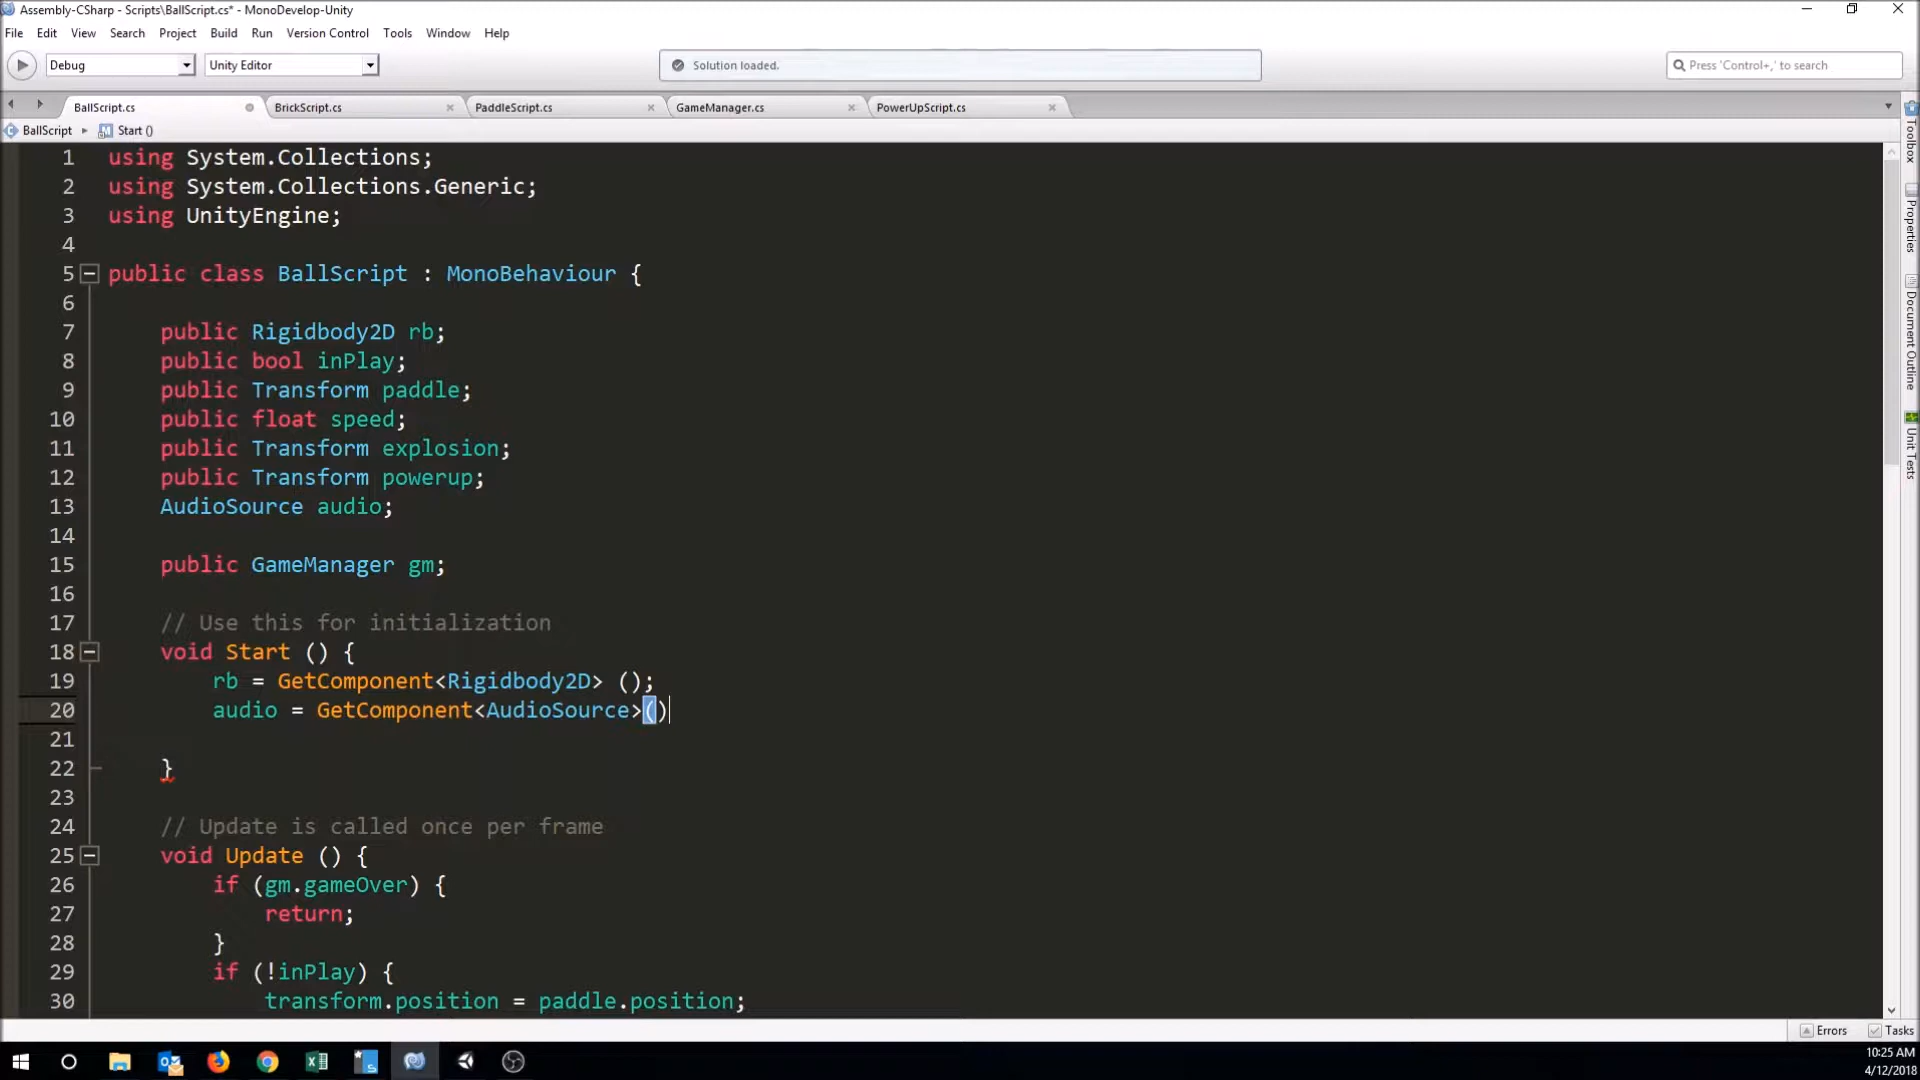 Assembly-CSharp - Scripts\BallScript.cs* - MonoDevelop-Unity
File Edit View Search Project Build Run Version Control Tools Window Help
Debug Unity Editor Solution loaded. Press 'Control+,' to search
BallScript.cs BrickScript.cs PaddleScript.cs GameManager.cs PowerUpScript.cs
BallScript Start ()
1 using System.Collections;
2 using System.Collections.Generic;
3 using UnityEngine;
4
5 public class BallScript : MonoBehaviour {
6
7 public Rigidbody2D rb;
8 public bool inPlay;
9 public Transform paddle;
10 public float speed;
11 public Transform explosion;
12 public Transform powerup;
13 AudioSource audio;
14
15 public GameManager gm;
16
17 // Use this for initialization
18 void Start () {
19 rb = GetComponent<Rigidbody2D> ();
20 audio = GetComponent<AudioSource>()
21
22 }
23
24 // Update is called once per frame
25 void Update () {
26 if (gm.gameOver) {
27 return;
28 }
29 if (!inPlay) {
30 transform.position = paddle.position;
Toolbox
Properties
Document Outline
Unit Tests
Errors Tasks
10:25 AM
4/12/2018